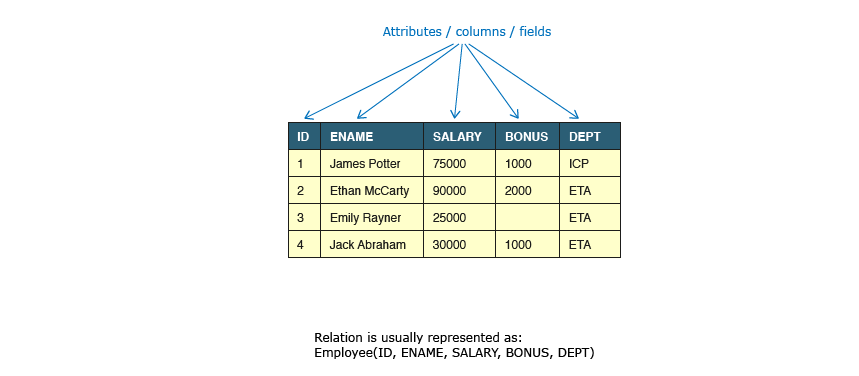 Attributes / columns / fields
ID ENAME SALARY BONUS DEPT
1 James Potter 75000 1000 ICP
2 Ethan McCarty 90000 2000 ETA
3 Emily Rayner 25000 ETA
4 Jack Abraham 30000 1000 ETA
Relation is usually represented as:
Employee(ID, ENAME, SALARY, BONUS, DEPT)